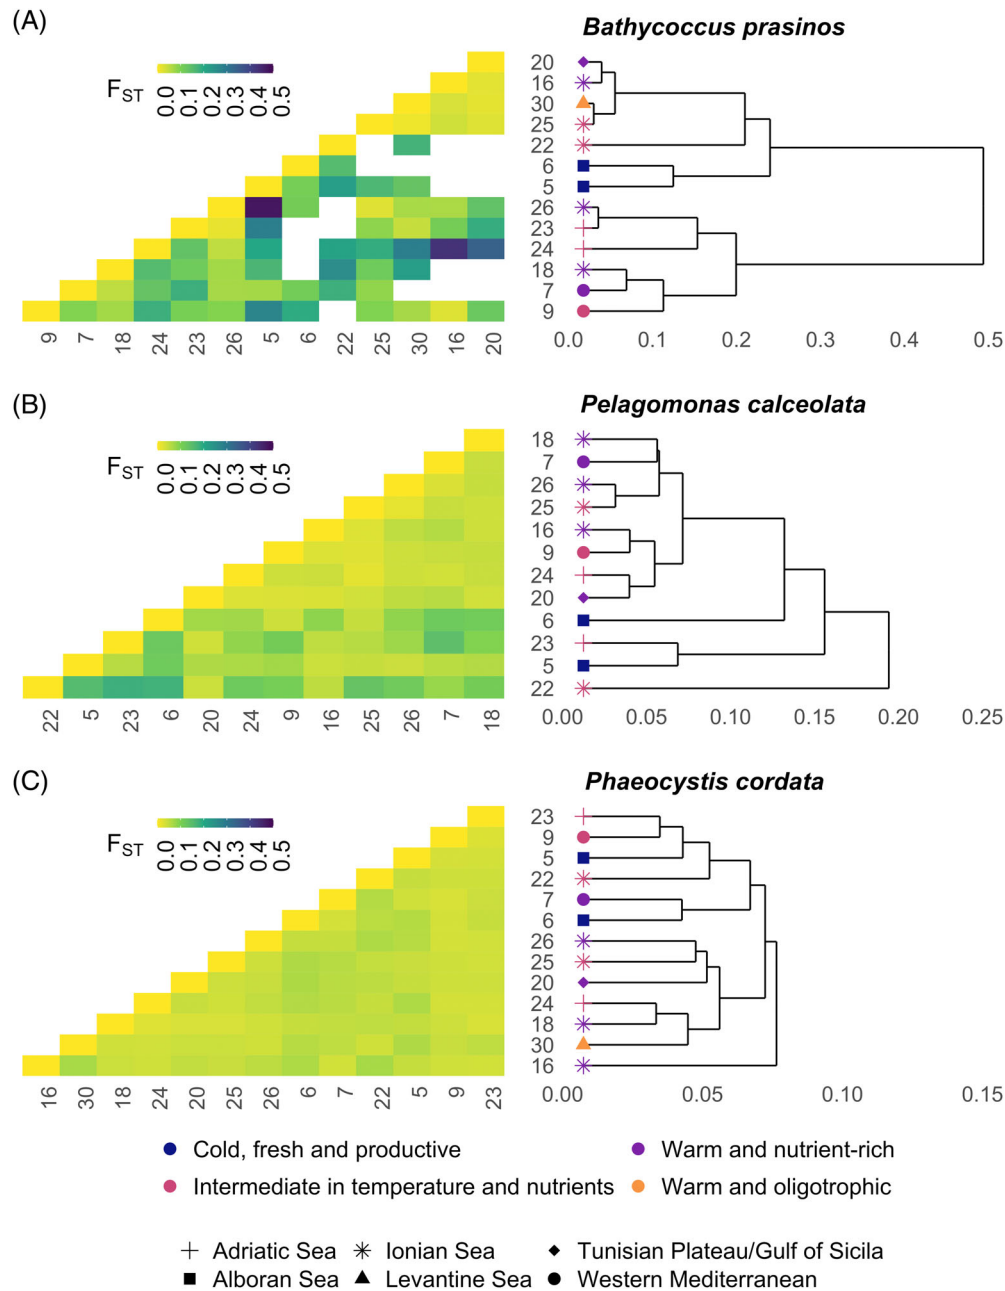 (A)
Bathycoccus prasinos
F_ST
0.0 0.1 0.2 0.3 0.4 0.5
20
16
30
25
22
6
5
26
23
24
18
7
9
9 7 18 24 23 26 5 6 22 25 30 16 20
0.0 0.1 0.2 0.3 0.4 0.5
(B)
Pelagomonas calceolata
F_ST
0.0 0.1 0.2 0.3 0.4 0.5
18
7
26
25
16
9
24
20
6
23
5
22
22 5 23 6 20 24 9 16 25 26 7 18
0.00 0.05 0.10 0.15 0.20 0.25
(C)
Phaeocystis cordata
F_ST
0.0 0.1 0.2 0.3 0.4 0.5
23
9
5
22
7
6
26
25
20
24
18
30
16
16 30 18 24 20 25 26 6 7 22 5 9 23
0.00 0.05 0.10 0.15
Cold, fresh and productive
Warm and nutrient-rich
Intermediate in temperature and nutrients
Warm and oligotrophic
Adriatic Sea Ionian Sea Tunisian Plateau/Gulf of Sicila
Alboran Sea Levantine Sea Western Mediterranean